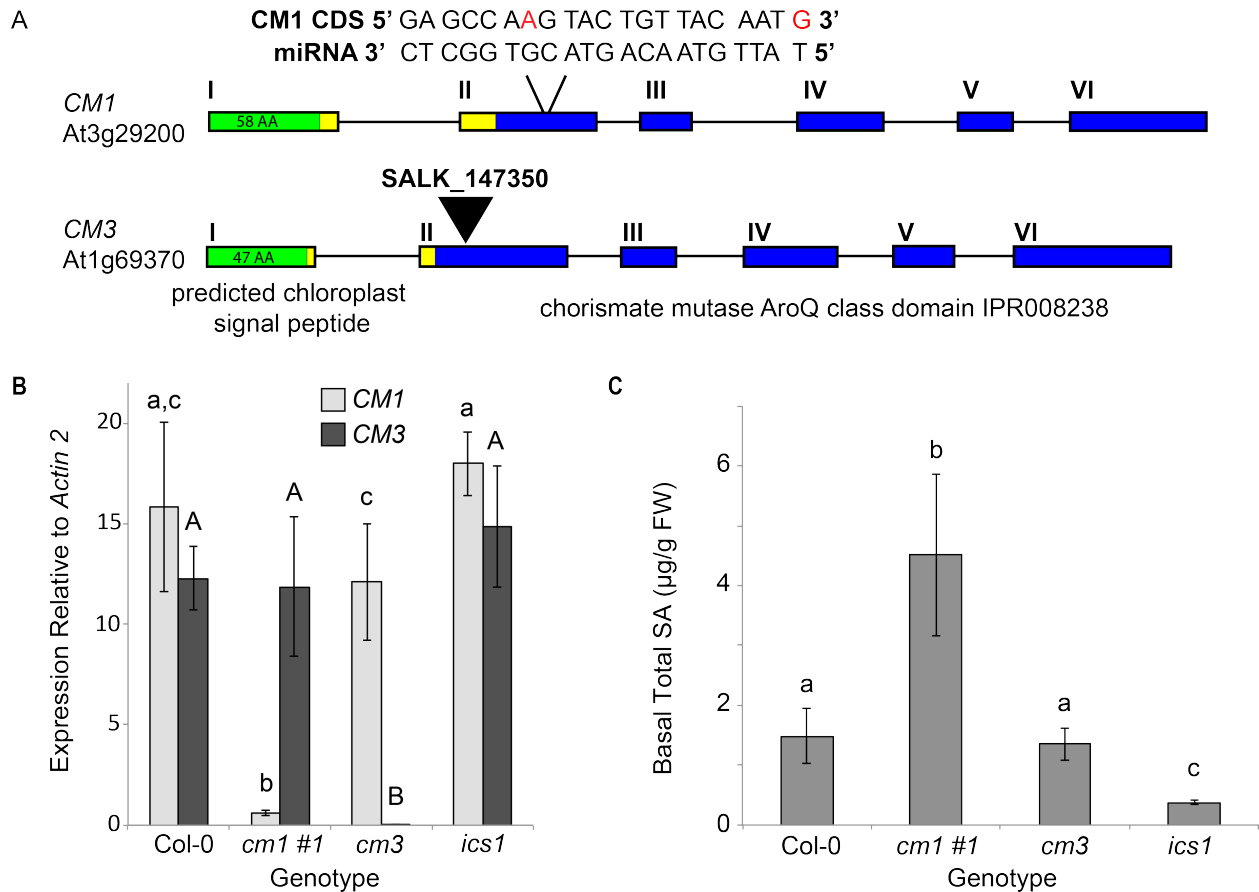 A
CM1 CDS 5’ GA GCC AAG TAC TGT TAC AAT G 3’
miRNA 3’ CT CGG TGC ATG ACA ATG TTA T 5’
I II III IV V VI
CM1
At3g29200
58 AA
SALK_147350
I II III IV V VI
CM3
At1g69370
47 AA
predicted chloroplast
signal peptide
chorismate mutase AroQ class domain IPR008238
B
Expression Relative to Actin 2
20
15
10
5
0
CM1
CM3
a,c
A
b
A
c
B
a
A
Col-0 cm1 #1 cm3 ics1
Genotype
C
Basal Total SA (µg/g FW)
6
4
2
0
a
b
a
c
Col-0 cm1 #1 cm3 ics1
Genotype